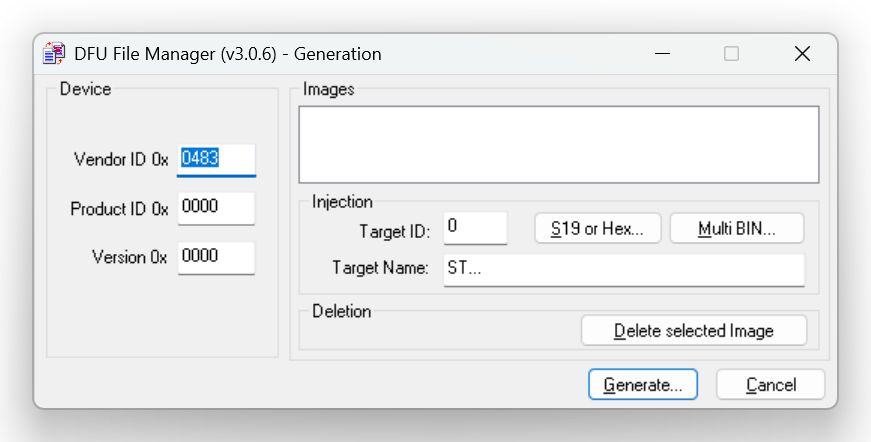 DFU File Manager (v3.0.6) - Generation
Device
Vendor ID 0x 0483
Product ID 0x 0000
Version 0x 0000
Images
Injection
Target ID: 0 S19 or Hex... Multi BIN...
Target Name: ST...
Deletion
Delete selected Image
Generate... Cancel